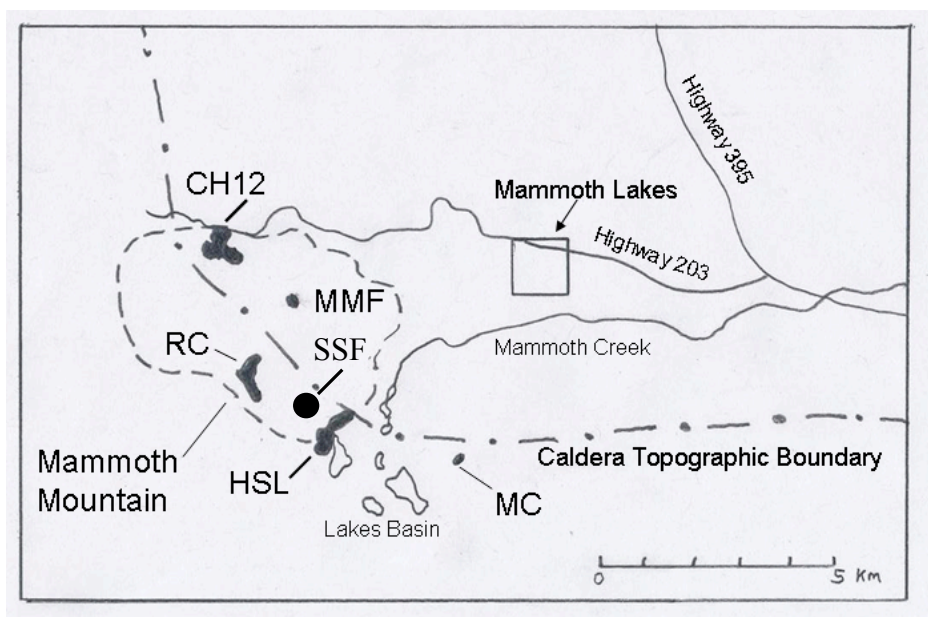 Highway 395
CH12
Mammoth Lakes
Highway 203
MMF
RC
SSF
Mammoth Creek
Mammoth
Mountain
HSL
Caldera Topographic Boundary
MC
Lakes Basin
0 5 Km